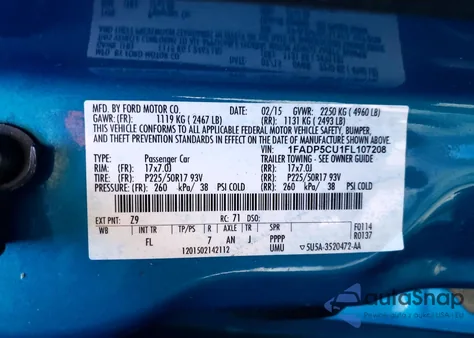 MFD. BY FORD MOTOR CO.
DATE: 02/15 GVWR: 2250 KG (4960 LB)
GAWR: (FR): 1119 KG (2467 LB) (RR): 1131 KG (2493 LB)
THIS VEHICLE CONFORMS TO ALL APPLICABLE FEDERAL MOTOR VEHICLE SAFETY, BUMPER,
AND THEFT PREVENTION STANDARDS IN EFFECT ON THE DATE OF MANUFACTURE SHOWN ABOVE.
VIN: 1FADP5CU1FL107208
TYPE: Passenger Car TRAILER TOWING - SEE OWNER GUIDE
RIM: (FR) 17x7.0J (RR) 17x7.0J
TIRE: (FR) P225/50R17 93V (RR) P225/50R17 93V
PRESSURE: (FR) 260 kPa/ 38 PSI COLD (RR) 260 kPa/ 38 PSI COLD
EXT PNT: Z9 RC: 71 DSO:
WB INT TR TP/PS R AXLE TR SPR F0114
FL 7 AN J PPPP R0137
1201502142112 UMU 5U5A-3520472-AA
AutoSnap